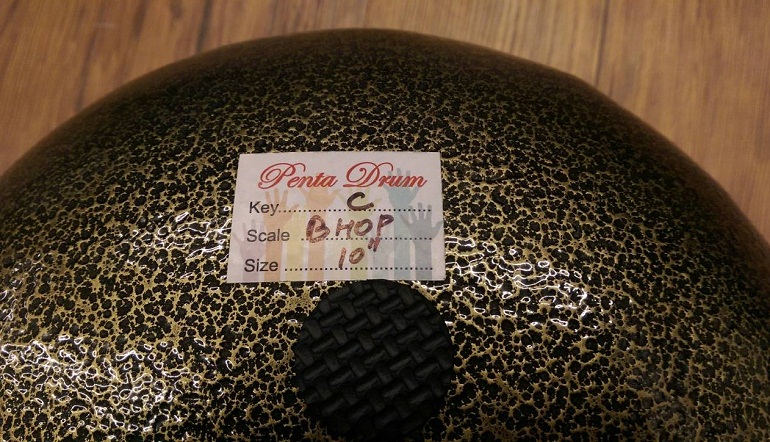 Penta Drum
Key.............C..............
Scale ...BHOP.........
Size ............10"............